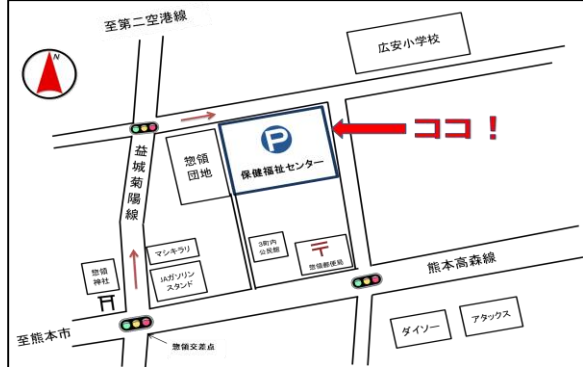 至第二空港線
広安小学校
N
P
保健福祉センター
ココ！
惣領
団地
益城菊陽線
マシキラリ
JAガソリン
スタンド
3町内
公民館
惣領郵便局
熊本高森線
惣領
神社
至熊本市
惣領交差点
ダイソー
アタックス